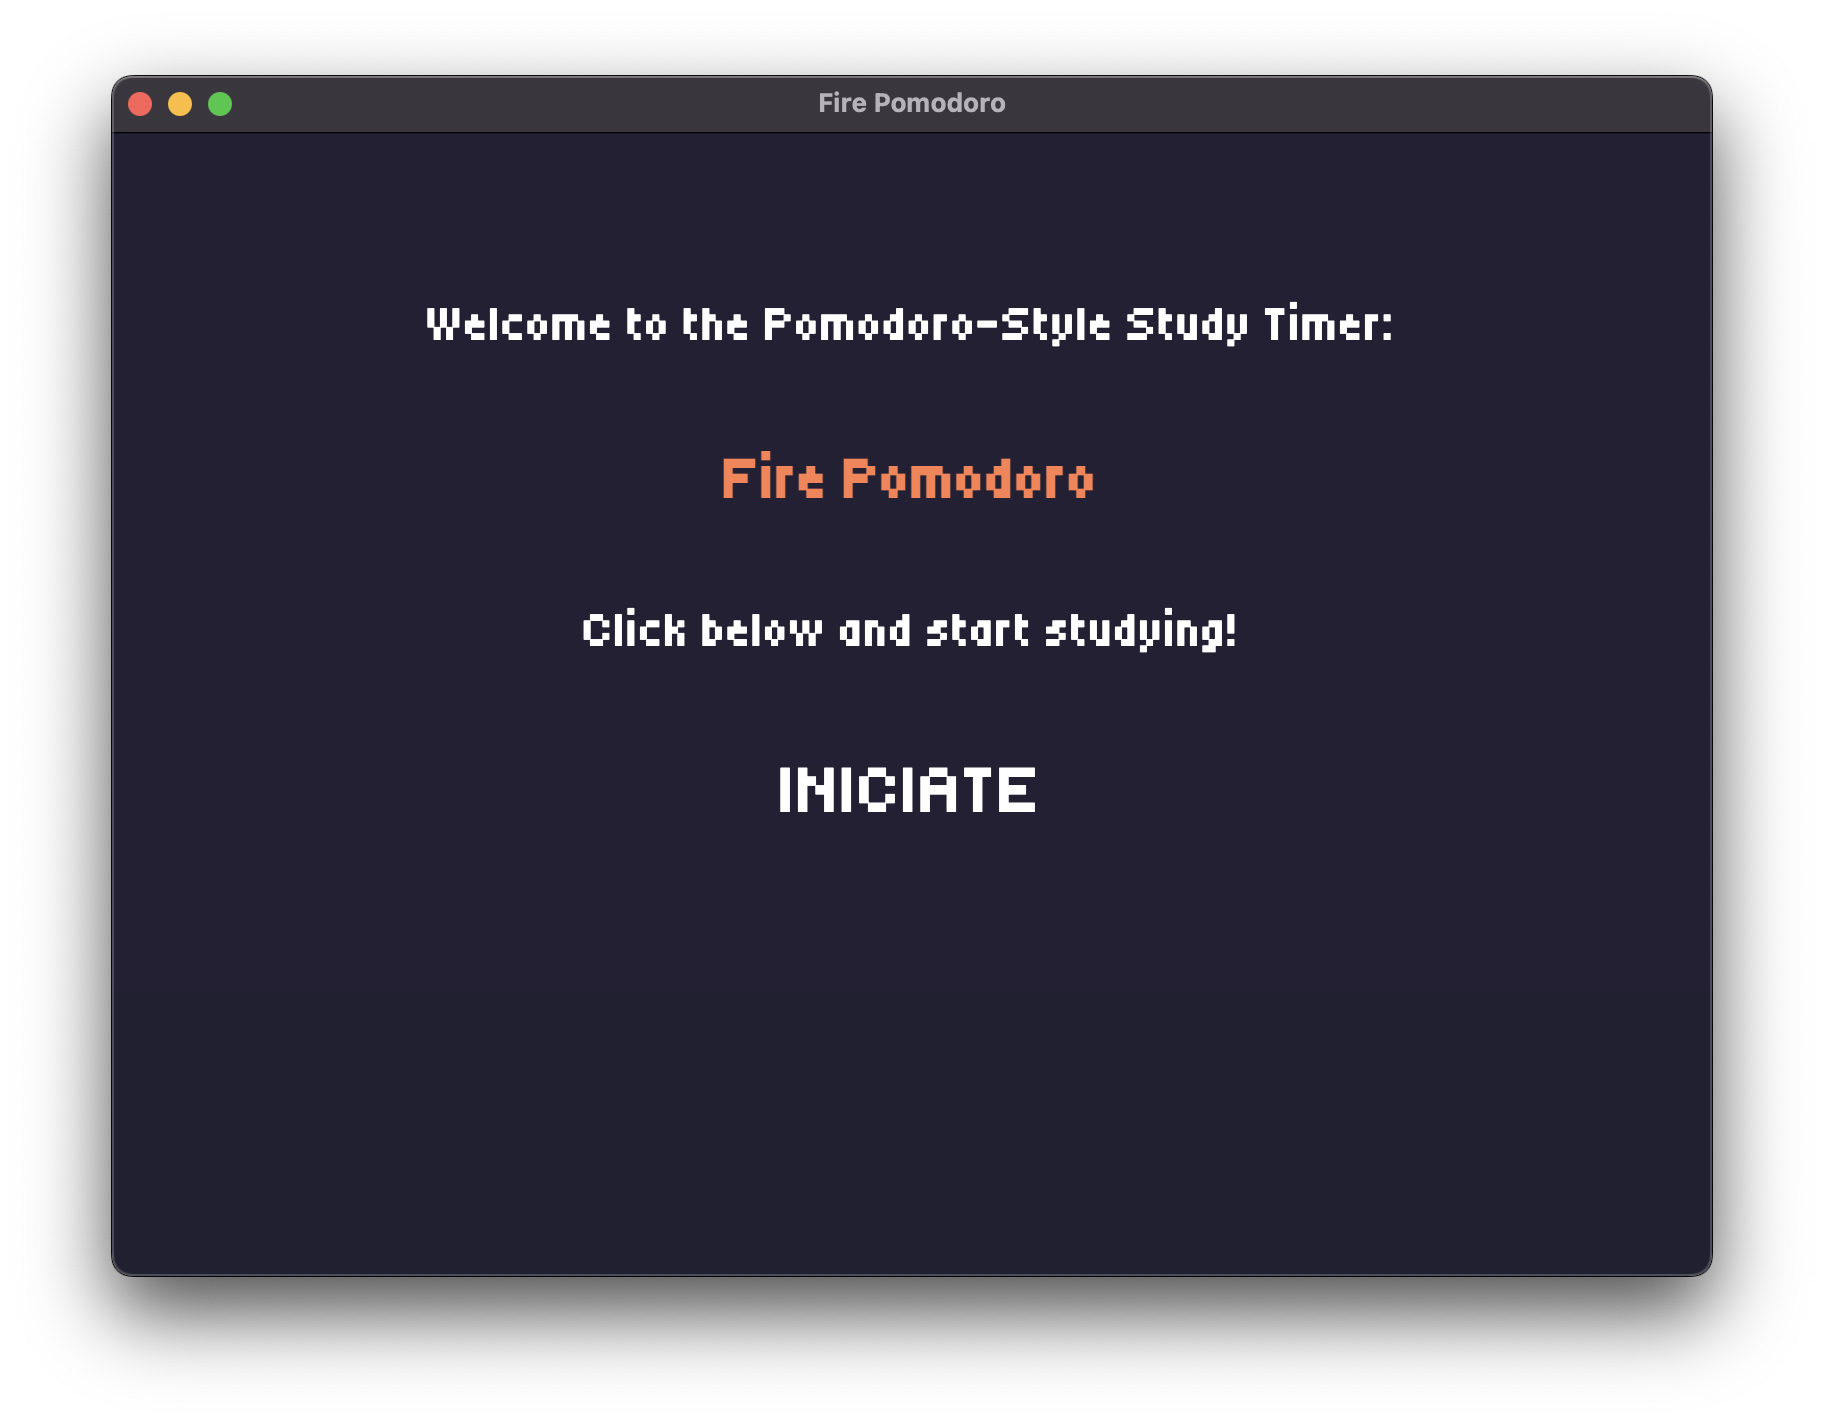 Fire Pomodoro
Welcome to the Pomodoro-Style Study Timer:
Fire Pomodoro
Click below and start studying!
INICIATE